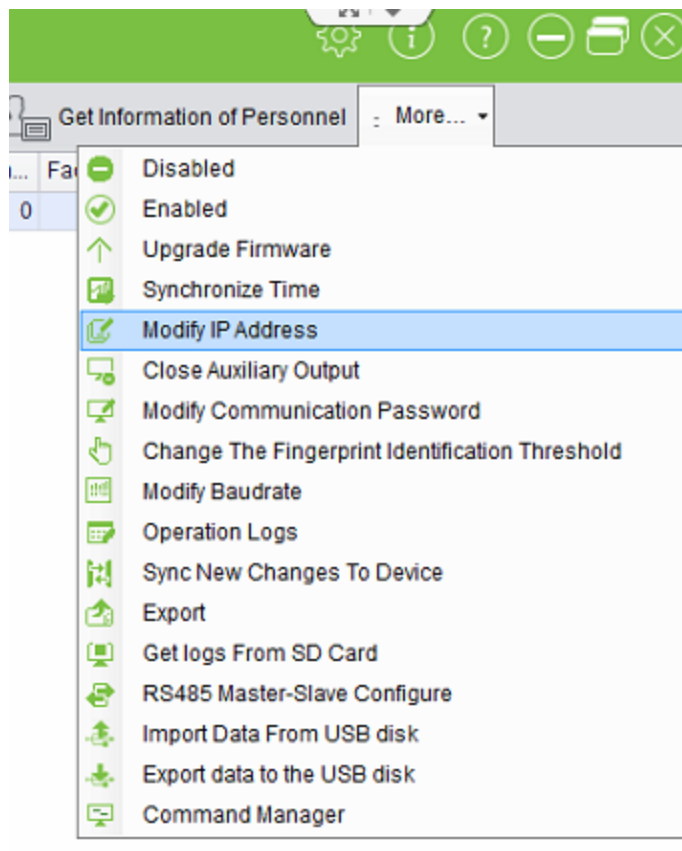 Get Information of Personnel
More...
...
0
Disabled
Enabled
Upgrade Firmware
Synchronize Time
Modify IP Address
Close Auxiliary Output
Modify Communication Password
Change The Fingerprint Identification Threshold
Modify Baudrate
Operation Logs
Sync New Changes To Device
Export
Get logs From SD Card
RS485 Master-Slave Configure
Import Data From USB disk
Export data to the USB disk
Command Manager